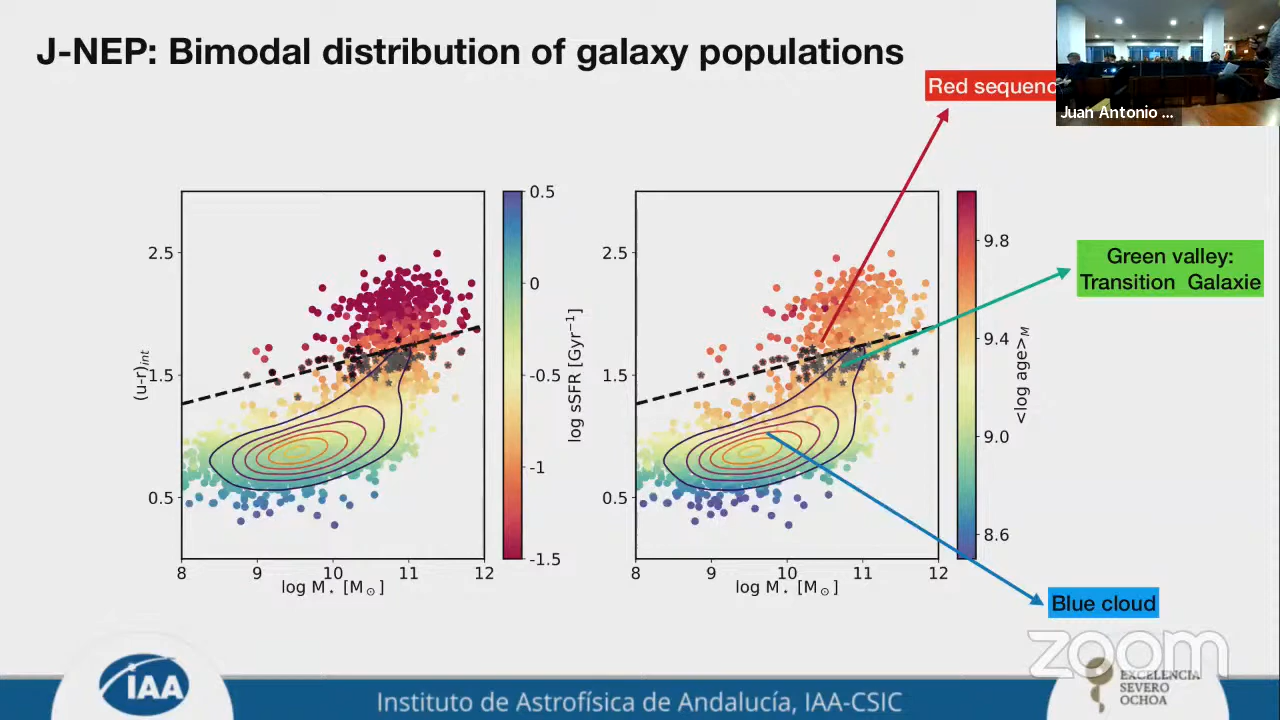 J-NEP: Bimodal distribution of galaxy populations
Red sequenc
Juan Antonio ...
Green valley:
Transition Galaxie
Blue cloud
(u-r)int
2.5
1.5
0.5
8 9 10 11 12
log M⋆ [M☉]
0.5
0
-0.5
-1
-1.5
log sSFR [Gyr⁻¹]
2.5
1.5
0.5
8 9 10 11 12
log M⋆ [M☉]
9.8
9.4
9.0
8.6
<log age>M
zoom
IAA
Instituto de Astrofísica de Andalucía, IAA-CSIC
EXCELENCIA
SEVERO
OCHOA